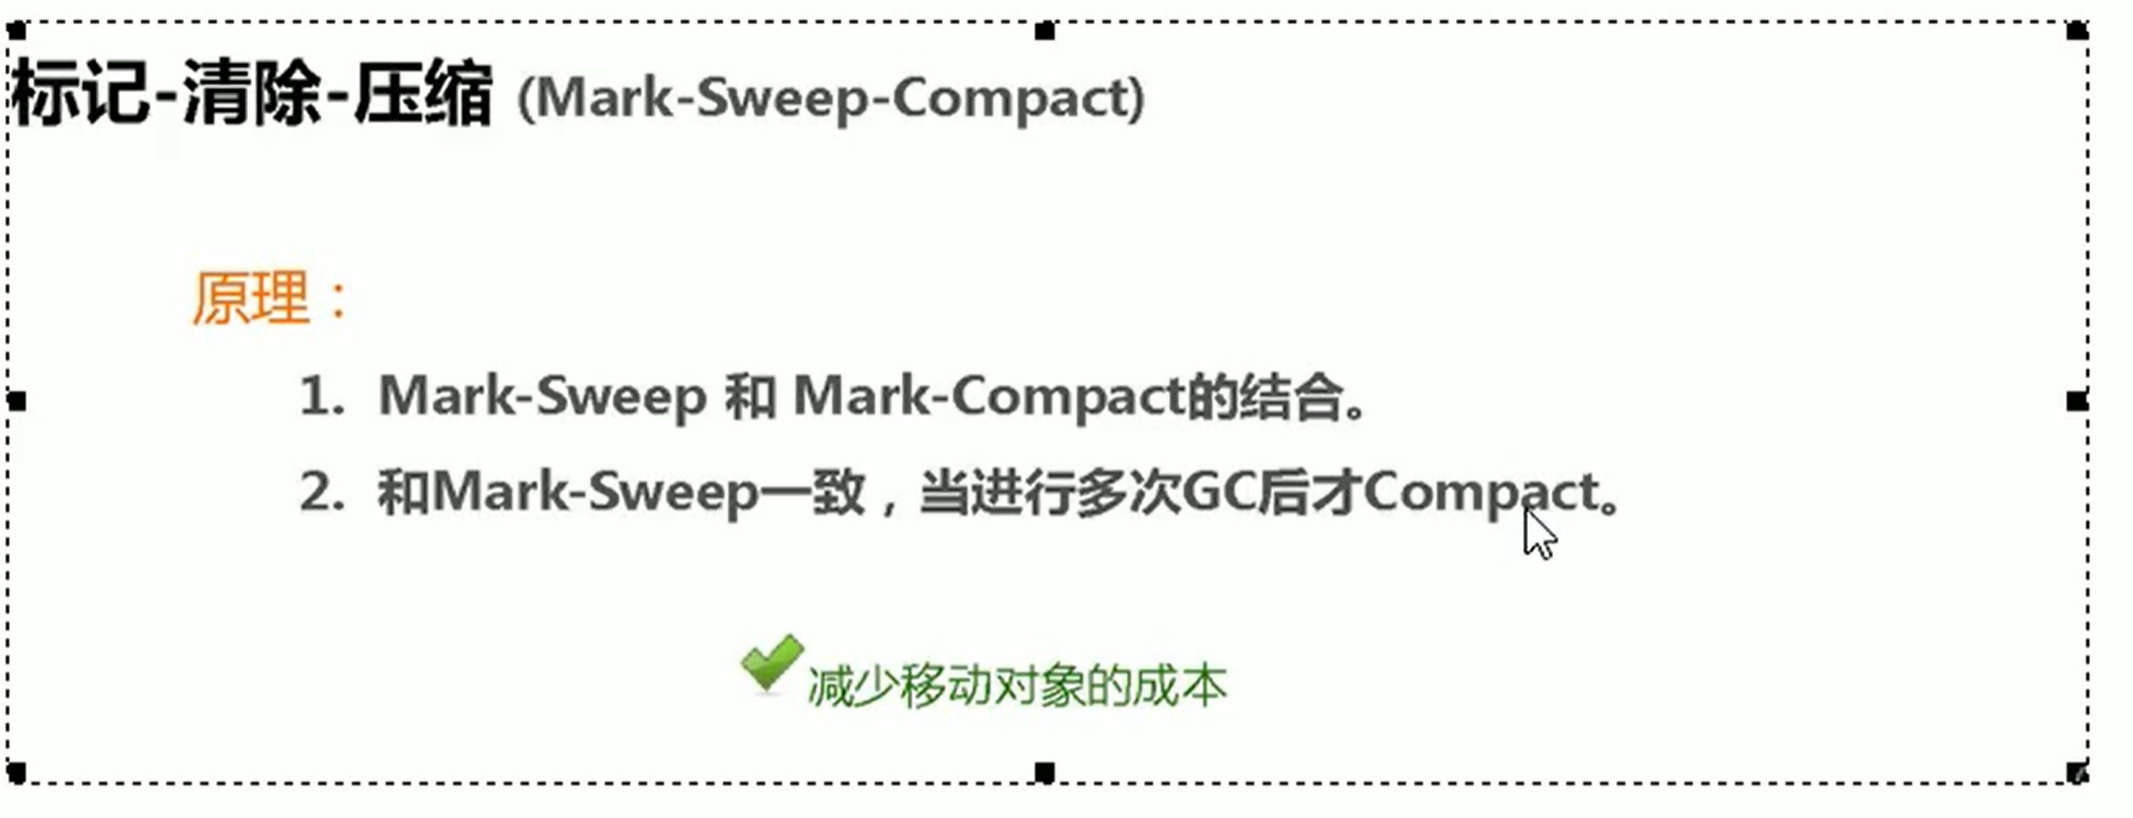 标记-清除-压缩 (Mark-Sweep-Compact)
原理：
1. Mark-Sweep 和 Mark-Compact的结合。
2. 和Mark-Sweep一致，当进行多次GC后才Compact。
减少移动对象的成本